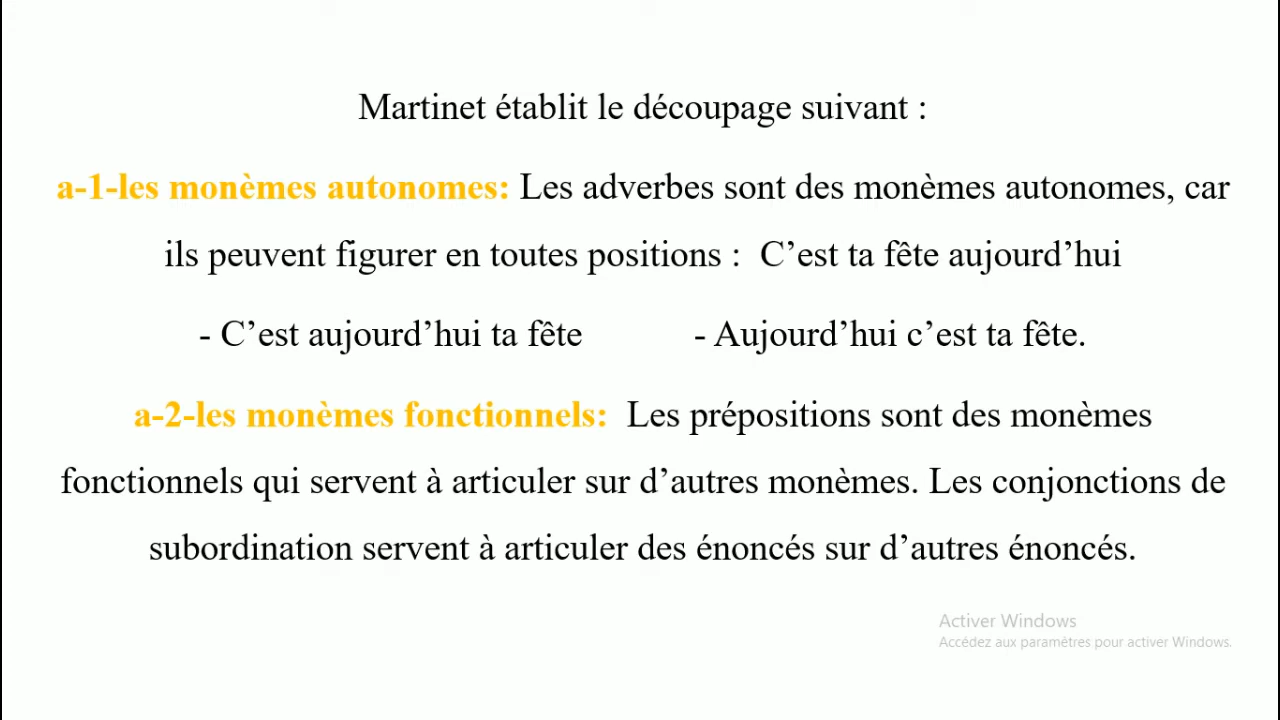 Martinet établit le découpage suivant :
a-1-les monèmes autonomes: Les adverbes sont des monèmes autonomes, car
ils peuvent figurer en toutes positions : C’est ta fête aujourd’hui
- C’est aujourd’hui ta fête - Aujourd’hui c’est ta fête.
a-2-les monèmes fonctionnels: Les prépositions sont des monèmes
fonctionnels qui servent à articuler sur d’autres monèmes. Les conjonctions de
subordination servent à articuler des énoncés sur d’autres énoncés.
Activer Windows
Accédez aux paramètres pour activer Windows.